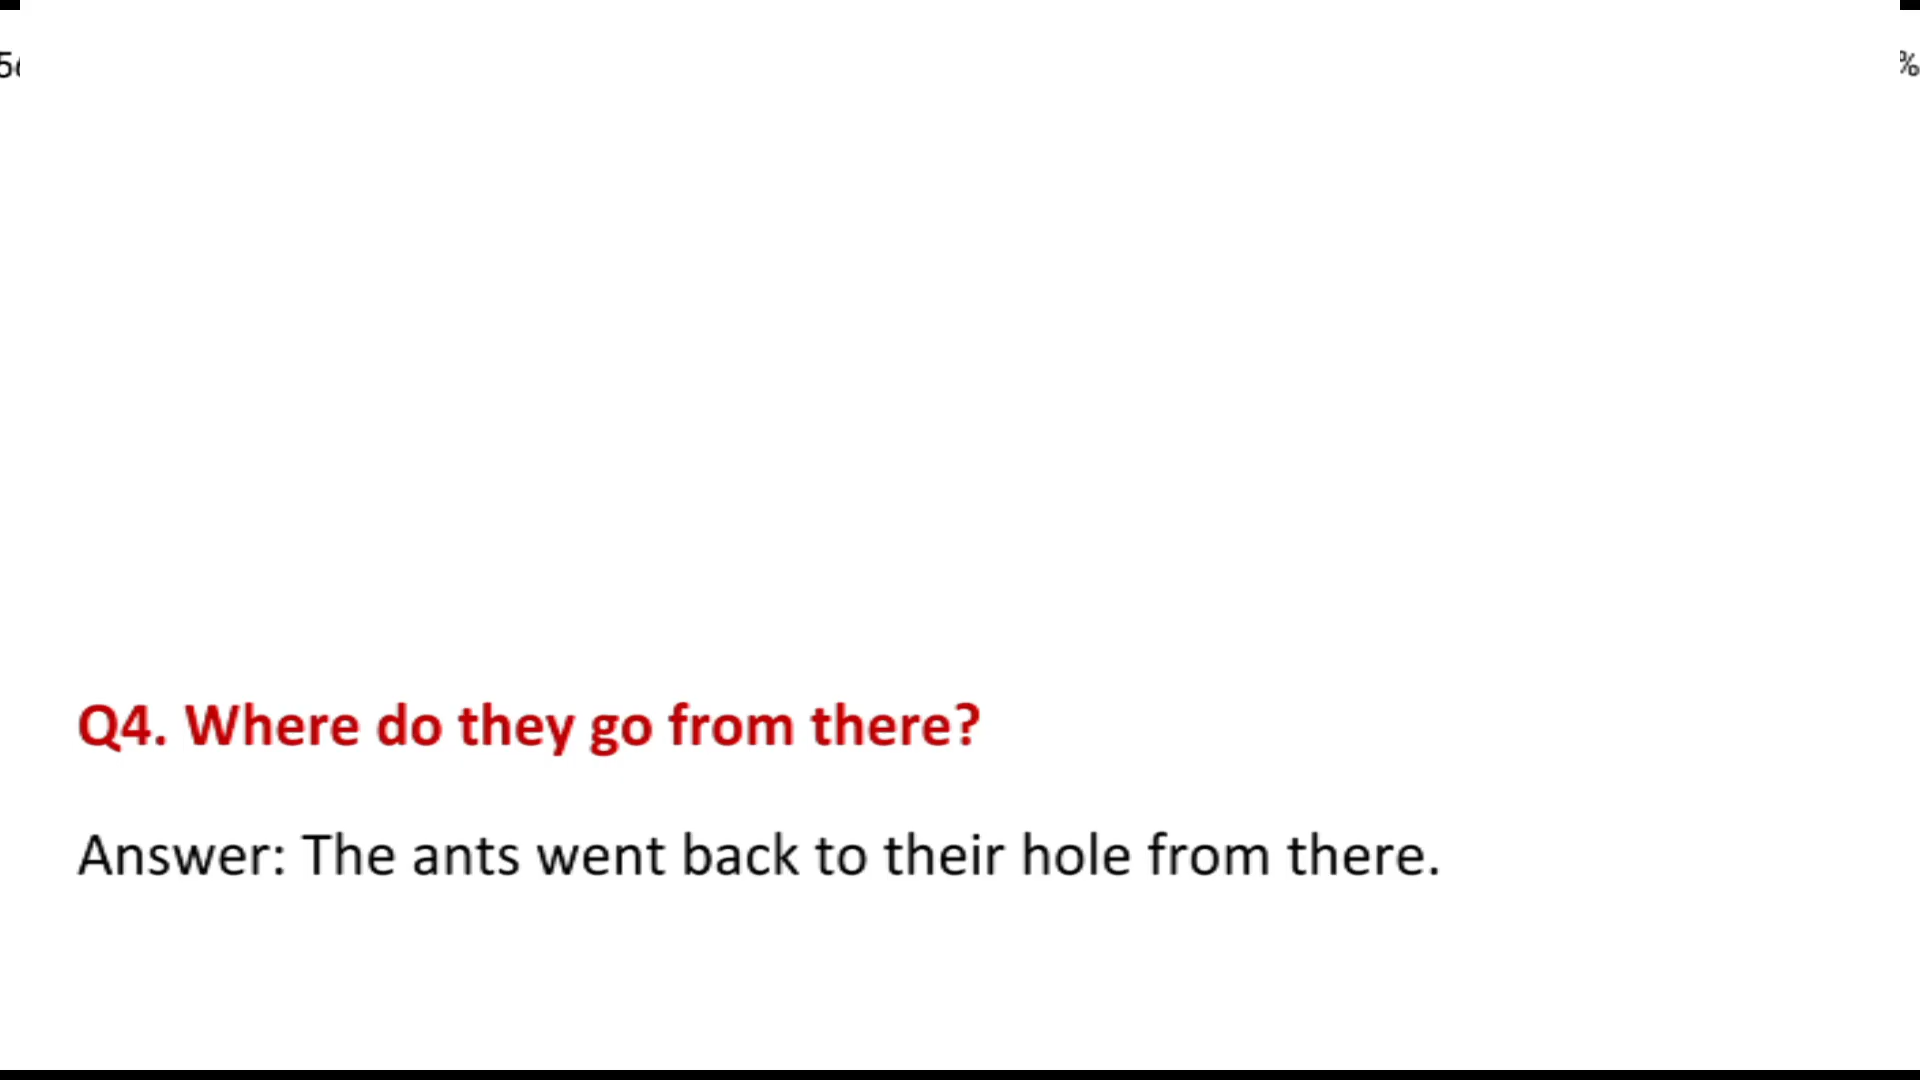 Q4. Where do they go from there?
Answer: The ants went back to their hole from there.
%